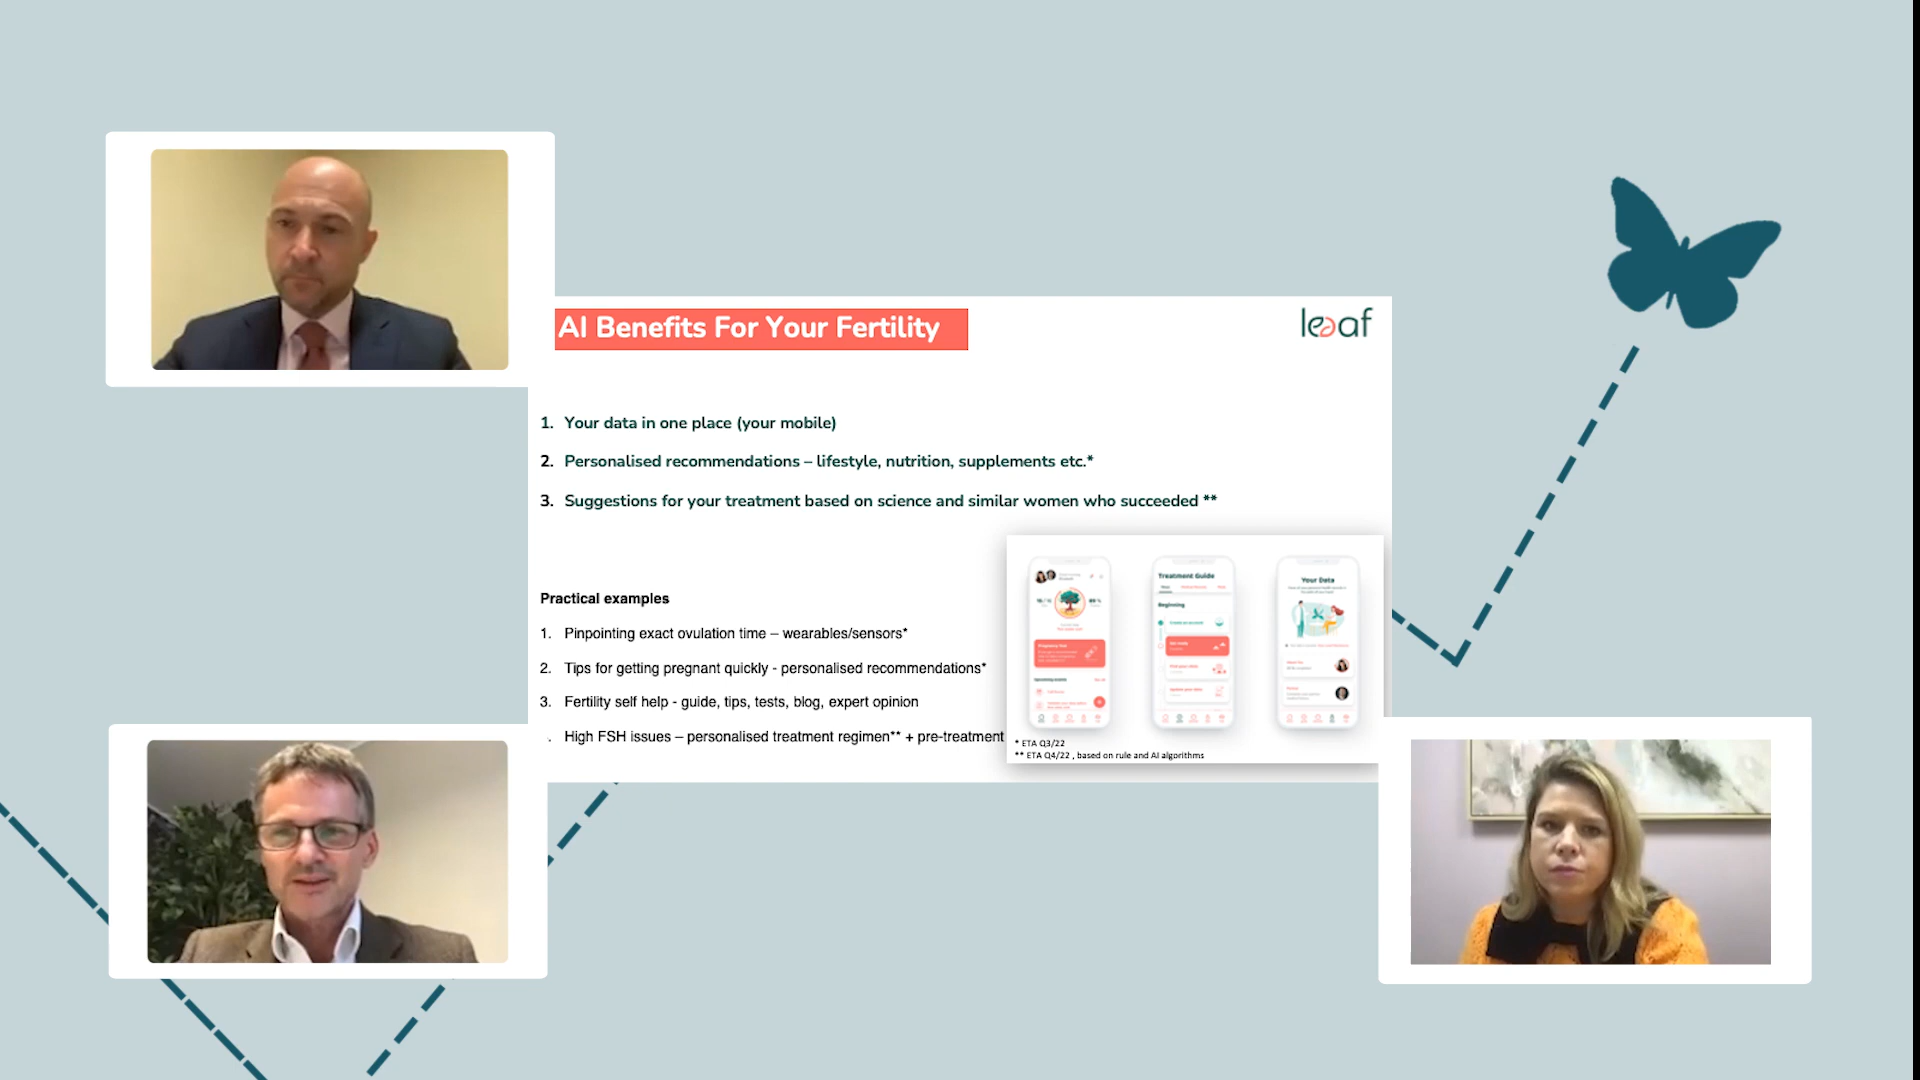 AI Benefits For Your Fertility
leaf
1. Your data in one place (your mobile)
2. Personalised recommendations – lifestyle, nutrition, supplements etc.*
3. Suggestions for your treatment based on science and similar women who succeeded **
Practical examples
1. Pinpointing exact ovulation time – wearables/sensors*
2. Tips for getting pregnant quickly - personalised recommendations*
3. Fertility self help - guide, tips, tests, blog, expert opinion
. High FSH issues – personalised treatment regimen** + pre-treatment
Treatment Guide
Beginning
Your Data
* ETA Q3/22
** ETA Q4/22 , based on rule and AI algorithms